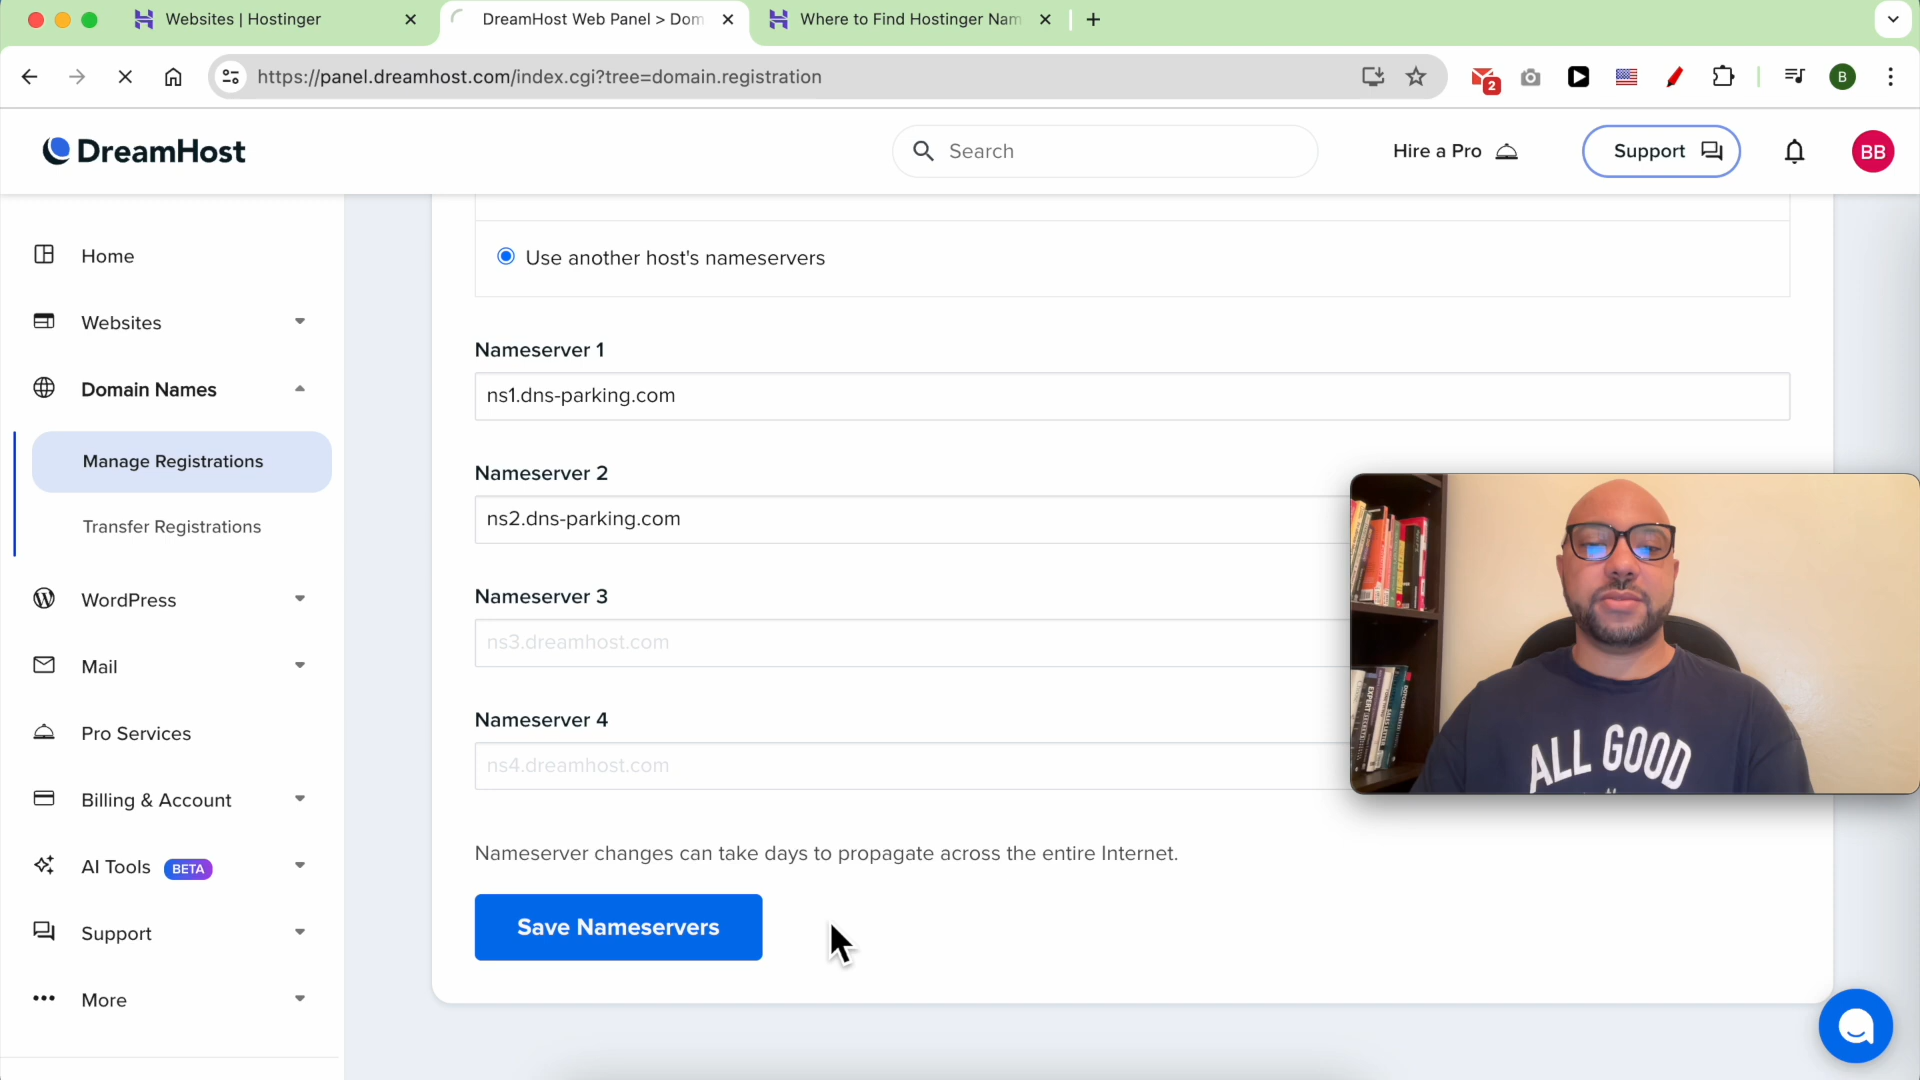 Websites | Hostinger
DreamHost Web Panel > Dom
Where to Find Hostinger Nam
https://panel.dreamhost.com/index.cgi?tree=domain.registration
2
B
DreamHost
Search
Hire a Pro
Support
BB
Home
Websites
Domain Names
Manage Registrations
Transfer Registrations
WordPress
Mail
Pro Services
Billing & Account
AI Tools BETA
Support
More
Use another host's nameservers
Nameserver 1
ns1.dns-parking.com
Nameserver 2
ns2.dns-parking.com
Nameserver 3
ns3.dreamhost.com
Nameserver 4
ns4.dreamhost.com
Nameserver changes can take days to propagate across the entire Internet.
Save Nameservers
ALL GOOD
EXPERT